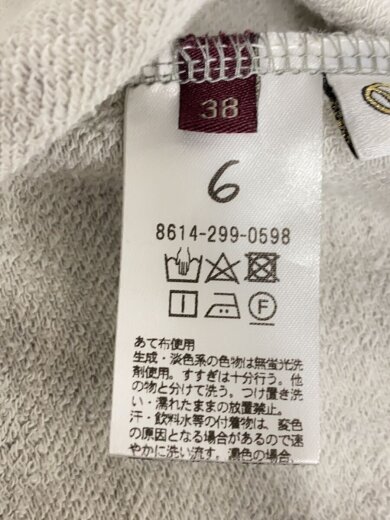 38
6
8614-299-0598
F
あて布使用
生成・淡色系の色物は無蛍光洗
剤使用。すすぎは十分行う。他
の物と分けて洗う。つけ置き洗
い・濡れたままの放置禁止。
汗・飲料水等の付着物は、変色
の原因となる場合があるので速
やかに洗い流す。濃色の場合、